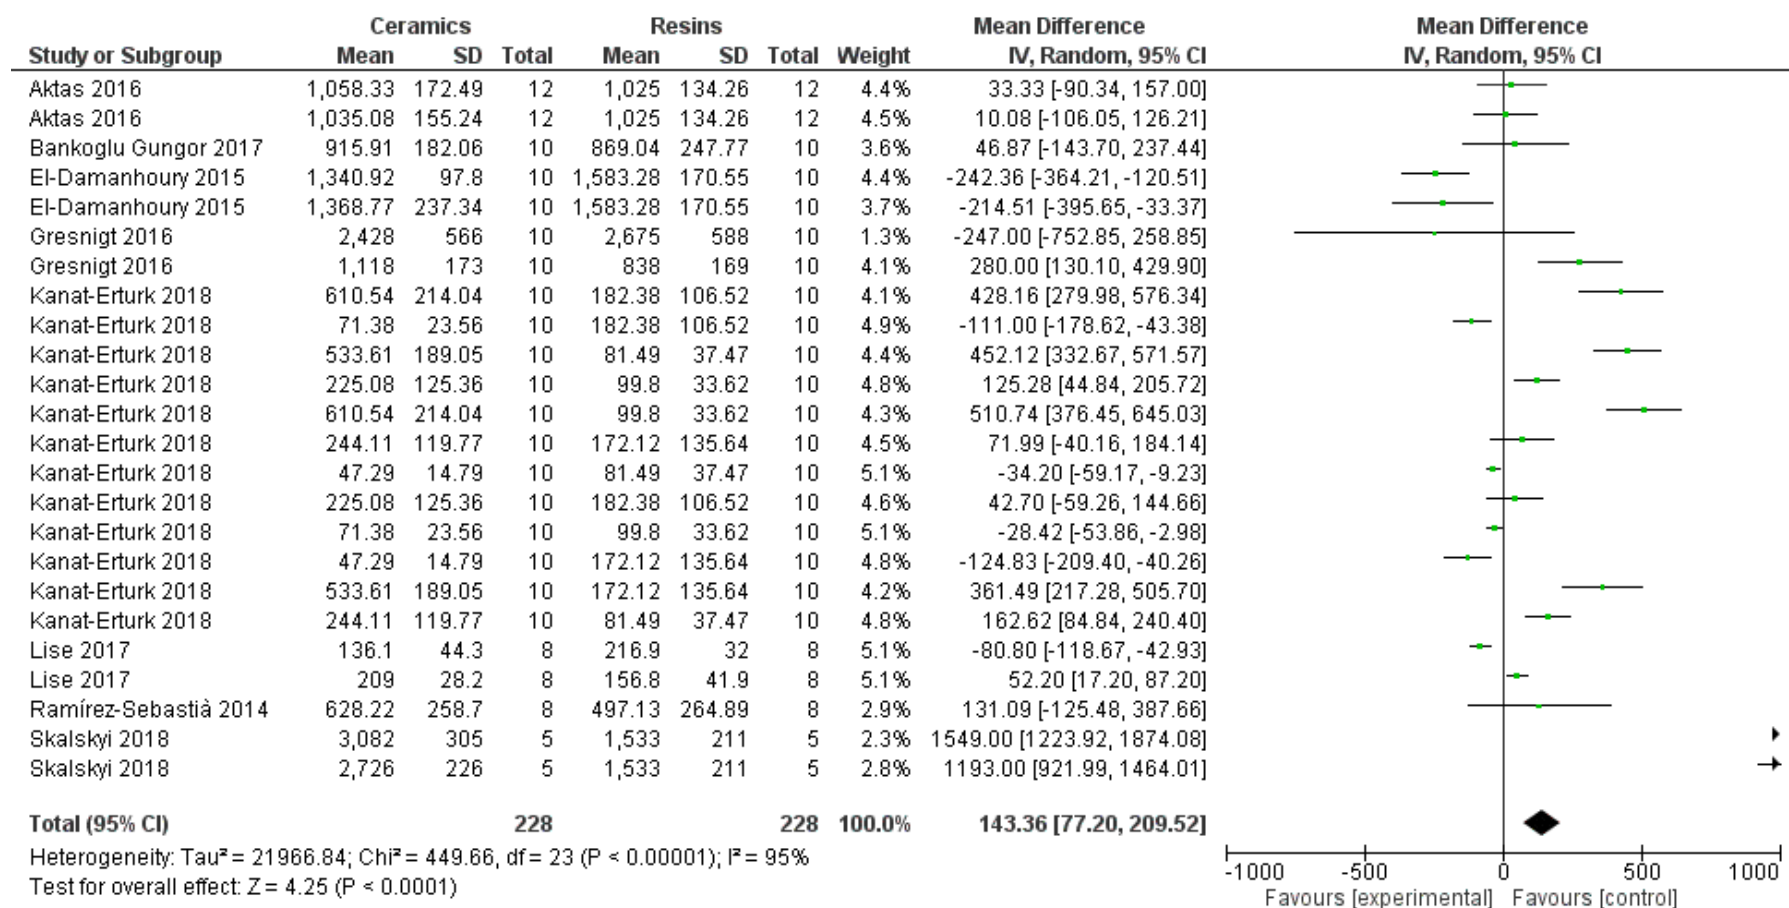 Ceramics Resins Mean Difference Mean Difference
Study or Subgroup Mean SD Total Mean SD Total Weight IV, Random, 95% CI IV, Random, 95% CI
Aktas 2016 1,058.33 172.49 12 1,025 134.26 12 4.4% 33.33 [-90.34, 157.00]
Aktas 2016 1,035.08 155.24 12 1,025 134.26 12 4.5% 10.08 [-106.05, 126.21]
Bankoglu Gungor 2017 915.91 182.06 10 869.04 247.77 10 3.6% 46.87 [-143.70, 237.44]
El-Damanhoury 2015 1,340.92 97.8 10 1,583.28 170.55 10 4.4% -242.36 [-364.21, -120.51]
El-Damanhoury 2015 1,368.77 237.34 10 1,583.28 170.55 10 3.7% -214.51 [-395.65, -33.37]
Gresnigt 2016 2,428 566 10 2,675 588 10 1.3% -247.00 [-752.85, 258.85]
Gresnigt 2016 1,118 173 10 838 169 10 4.1% 280.00 [130.10, 429.90]
Kanat-Erturk 2018 610.54 214.04 10 182.38 106.52 10 4.1% 428.16 [279.98, 576.34]
Kanat-Erturk 2018 71.38 23.56 10 182.38 106.52 10 4.9% -111.00 [-178.62, -43.38]
Kanat-Erturk 2018 533.61 189.05 10 81.49 37.47 10 4.4% 452.12 [332.67, 571.57]
Kanat-Erturk 2018 225.08 125.36 10 99.8 33.62 10 4.8% 125.28 [44.84, 205.72]
Kanat-Erturk 2018 610.54 214.04 10 99.8 33.62 10 4.3% 510.74 [376.45, 645.03]
Kanat-Erturk 2018 244.11 119.77 10 172.12 135.64 10 4.5% 71.99 [-40.16, 184.14]
Kanat-Erturk 2018 47.29 14.79 10 81.49 37.47 10 5.1% -34.20 [-59.17, -9.23]
Kanat-Erturk 2018 225.08 125.36 10 182.38 106.52 10 4.6% 42.70 [-59.26, 144.66]
Kanat-Erturk 2018 71.38 23.56 10 99.8 33.62 10 5.1% -28.42 [-53.86, -2.98]
Kanat-Erturk 2018 47.29 14.79 10 172.12 135.64 10 4.8% -124.83 [-209.40, -40.26]
Kanat-Erturk 2018 533.61 189.05 10 172.12 135.64 10 4.2% 361.49 [217.28, 505.70]
Kanat-Erturk 2018 244.11 119.77 10 81.49 37.47 10 4.8% 162.62 [84.84, 240.40]
Lise 2017 136.1 44.3 8 216.9 32 8 5.1% -80.80 [-118.67, -42.93]
Lise 2017 209 28.2 8 156.8 41.9 8 5.1% 52.20 [17.20, 87.20]
Ramírez-Sebastià 2014 628.22 258.7 8 497.13 264.89 8 2.9% 131.09 [-125.48, 387.66]
Skalskyi 2018 3,082 305 5 1,533 211 5 2.3% 1549.00 [1223.92, 1874.08]
Skalskyi 2018 2,726 226 5 1,533 211 5 2.8% 1193.00 [921.99, 1464.01]
Total (95% CI) 228 228 100.0% 143.36 [77.20, 209.52]
Heterogeneity: Tau² = 21966.84; Chi² = 449.66, df = 23 (P < 0.00001); I² = 95%
Test for overall effect: Z = 4.25 (P < 0.0001)
-1000 -500 0 500 1000
Favours [experimental] Favours [control]